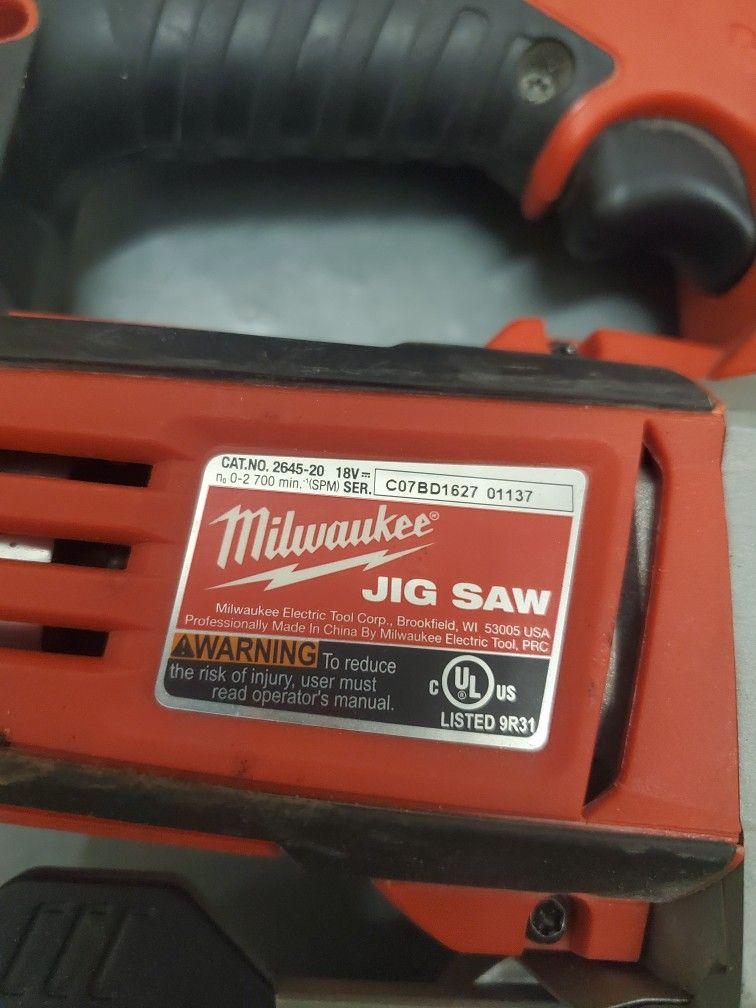 CAT.NO. 2645-20 18V⎓
n₀ 0-2 700 min.⁻¹(SPM) SER. C07BD1627 01137
Milwaukee®
JIG SAW
Milwaukee Electric Tool Corp., Brookfield, WI 53005 USA
Professionally Made In China By Milwaukee Electric Tool, PRC
⚠WARNING To reduce
the risk of injury, user must
read operator's manual.
C UL® US
LISTED 9R31